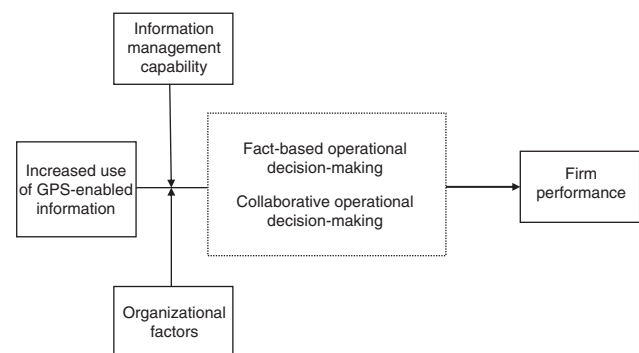 Information
management
capability
Increased use
of GPS-enabled
information
Fact-based operational
decision-making
Collaborative operational
decision-making
Firm
performance
Organizational
factors